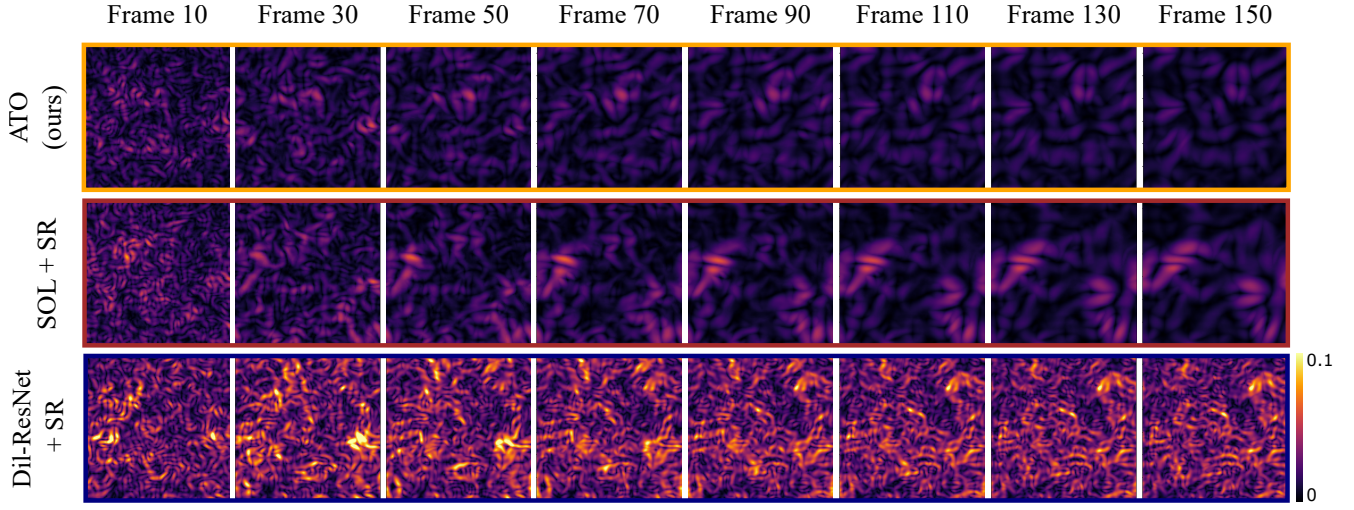 Frame 10 Frame 30 Frame 50 Frame 70 Frame 90 Frame 110 Frame 130 Frame 150
ATO
(ours)
SOL + SR
Dil-ResNet
+ SR
0.1
0